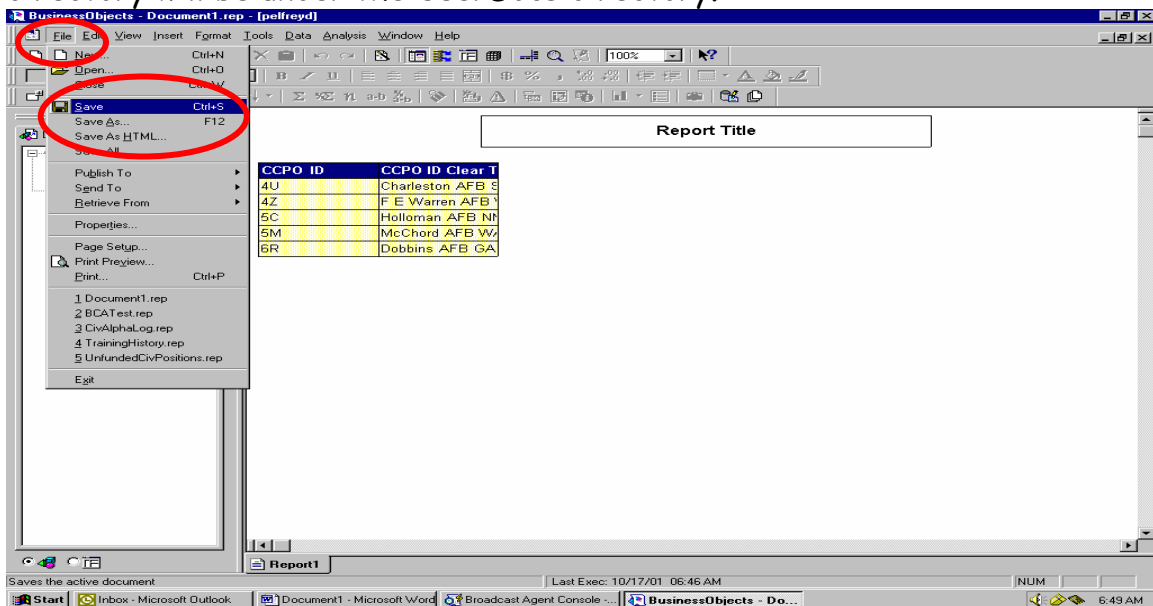 BusinessObjects - Document1.rep - [pelfreyd]
File Edit View Insert Format Tools Data Analysis Window Help
New... Ctrl+N
100%
Open... Ctrl+O
Close Ctrl+W
Save Ctrl+S
Save As... F12
Save As HTML...
Save All
Publish To
Send To
Retrieve From
Properties...
Page Setup...
Print Preview...
Print... Ctrl+P
1 Document1.rep
2 BCATest.rep
3 CivAlphaLog.rep
4 TrainingHistory.rep
5 UnfundedCivPositions.rep
Exit
Report Title
CCPO ID CCPO ID Clear T
4U Charleston AFB S
4Z F E Warren AFB
5C Holloman AFB NM
5M McChord AFB WA
6R Dobbins AFB GA
Report1
Saves the active document Last Exec: 10/17/01 06:46 AM NUM
Start Inbox - Microsoft Outlook Document1 - Microsoft Word Broadcast Agent Console -... BusinessObjects - Do... 6:49 AM